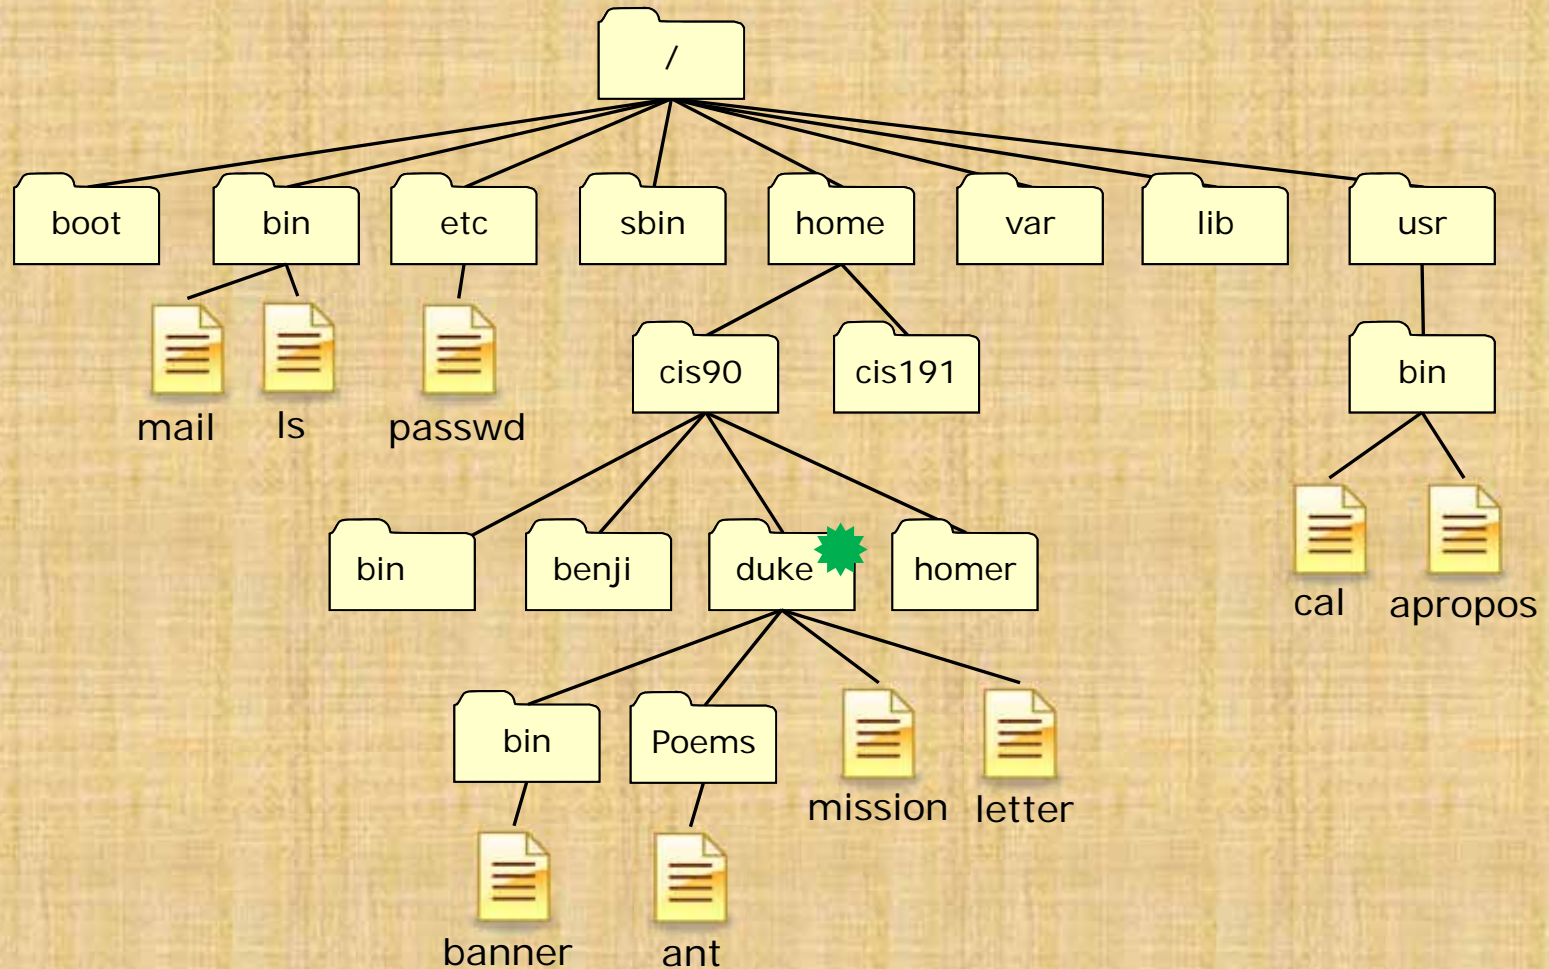 /
boot
bin
etc
sbin
home
var
lib
usr
mail
ls
passwd
cis90
cis191
bin
bin
benji
duke
homer
cal
apropos
bin
Poems
mission
letter
banner
ant